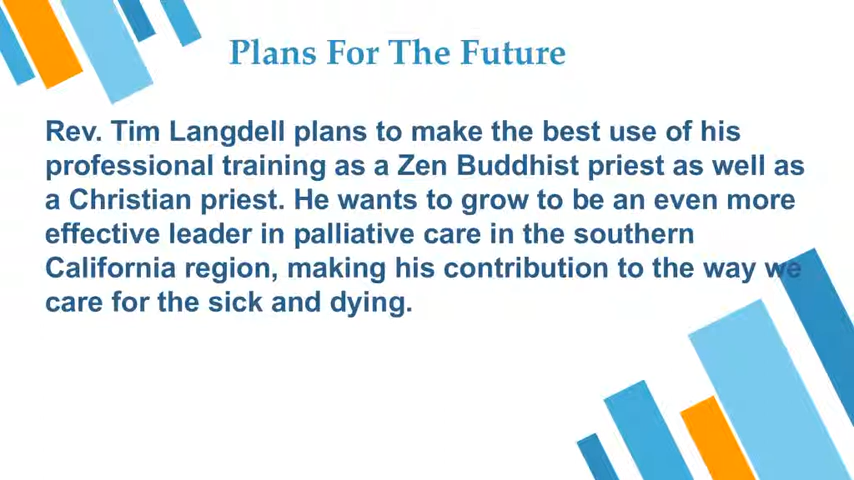 Plans For The Future
Rev. Tim Langdell plans to make the best use of his
professional training as a Zen Buddhist priest as well as
a Christian priest. He wants to grow to be an even more
effective leader in palliative care in the southern
California region, making his contribution to the way we
care for the sick and dying.